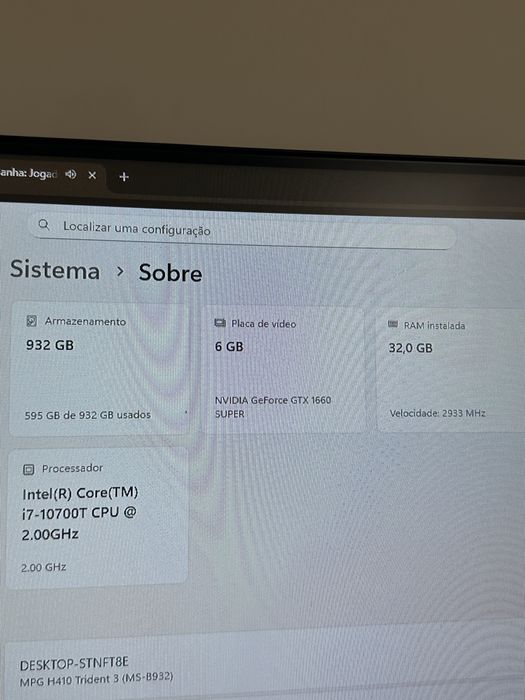 anha: Jogad
Localizar uma configuração
Sistema > Sobre
Armazenamento
932 GB
595 GB de 932 GB usados
Placa de vídeo
6 GB
NVIDIA GeForce GTX 1660
SUPER
RAM instalada
32,0 GB
Velocidade: 2933 MHz
Processador
Intel(R) Core(TM)
i7-10700T CPU @
2.00GHz
2.00 GHz
DESKTOP-STNFT8E
MPG H410 Trident 3 (MS-B932)